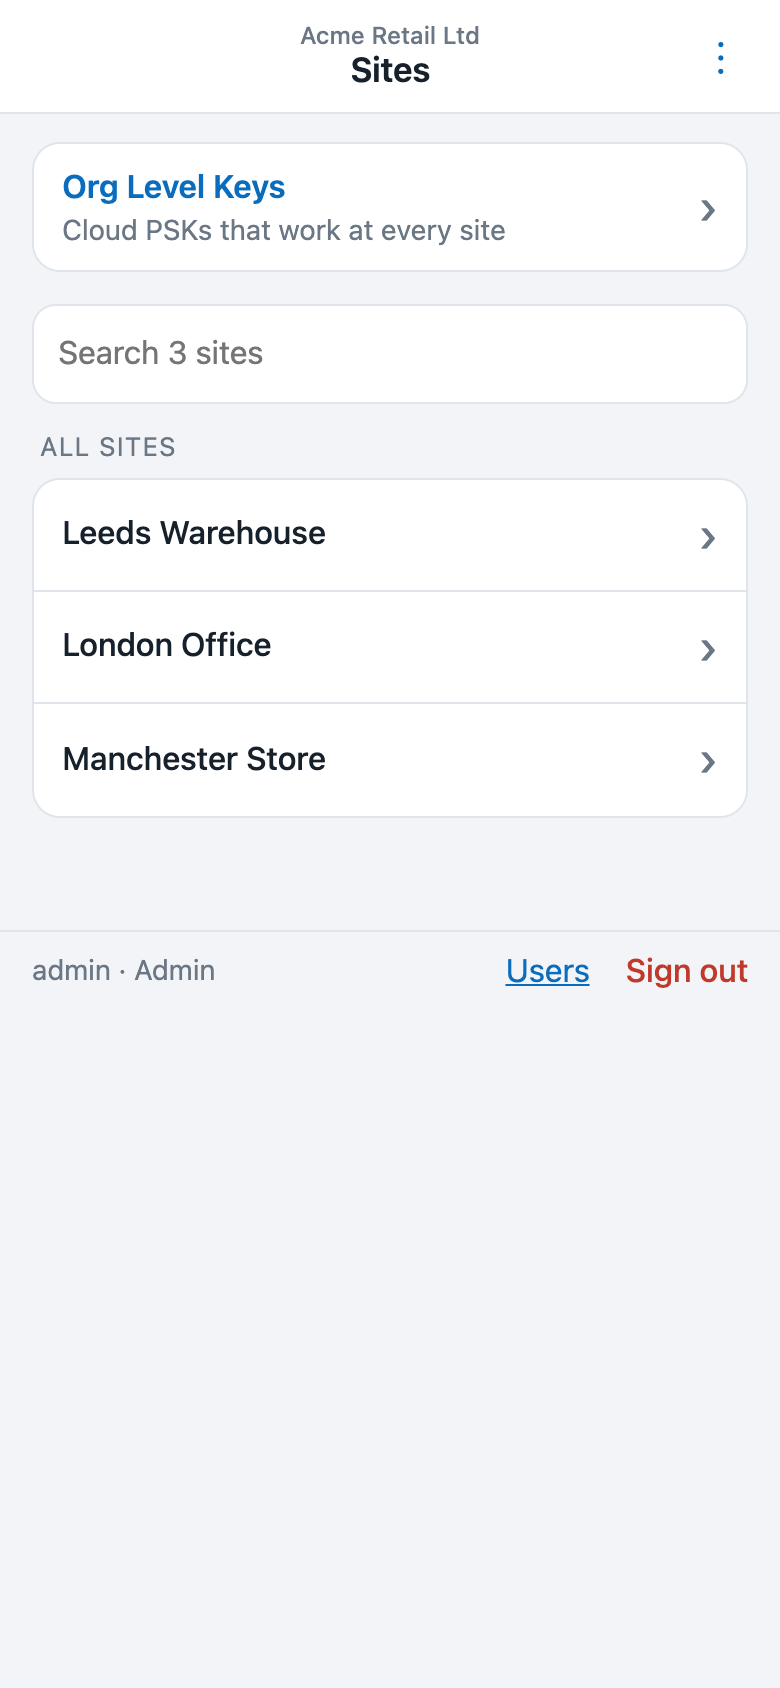 Acme Retail Ltd
Sites
Org Level Keys
Cloud PSKs that work at every site
Search 3 sites
ALL SITES
Leeds Warehouse
London Office
Manchester Store
admin · Admin
Users
Sign out